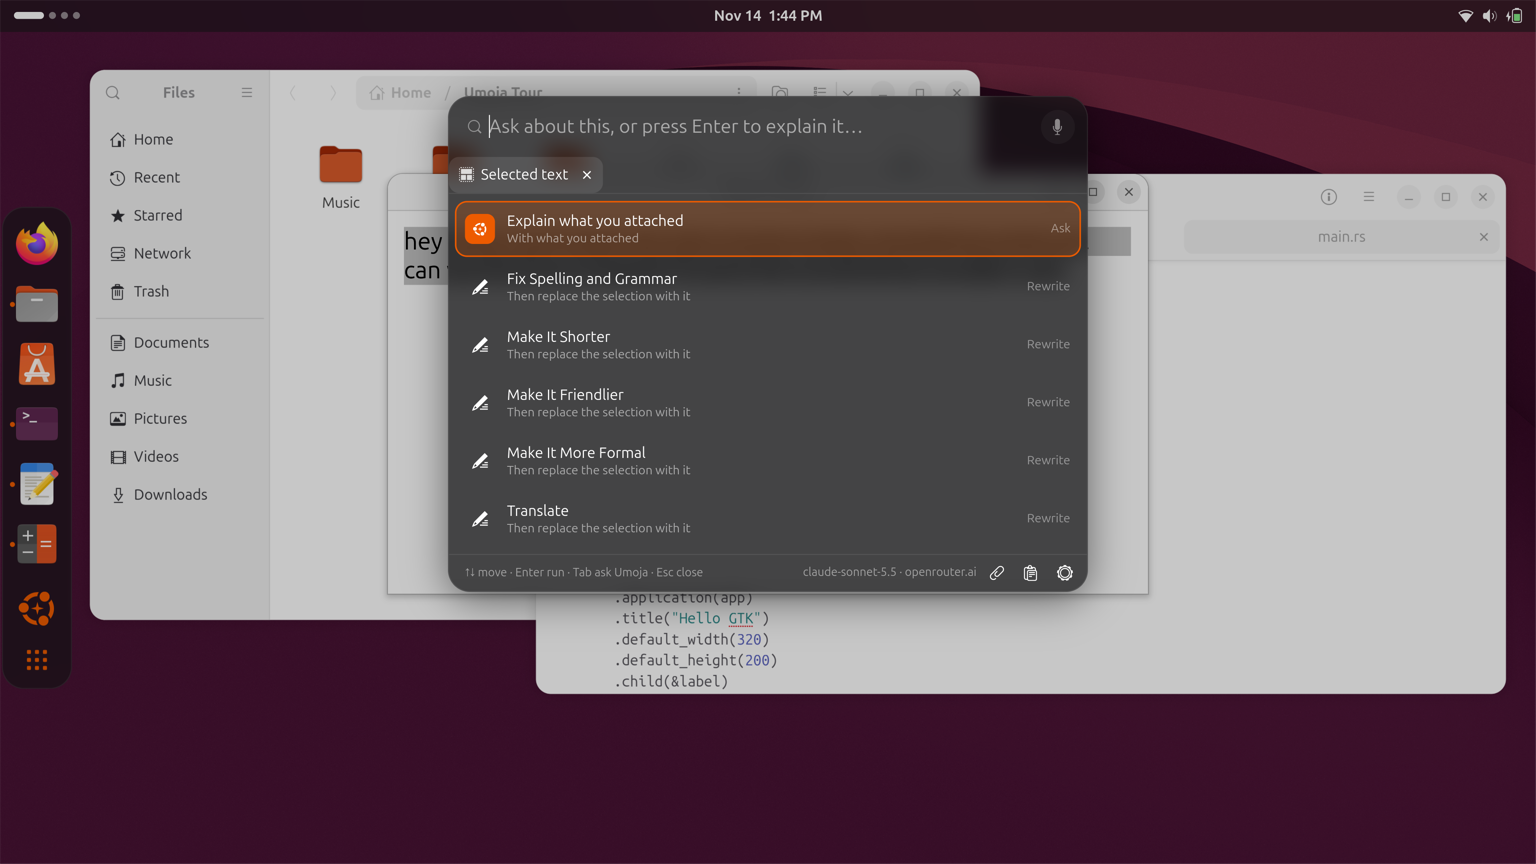 Nov 14  1:44 PM
Files
Home / Umoja Tour
Home
Recent
Starred
Network
Trash
Documents
Music
Pictures
Videos
Downloads
Music
hey
can
Ask about this, or press Enter to explain it…
Selected text
Explain what you attached
With what you attached
Ask
Fix Spelling and Grammar
Then replace the selection with it
Rewrite
Make It Shorter
Then replace the selection with it
Rewrite
Make It Friendlier
Then replace the selection with it
Rewrite
Make It More Formal
Then replace the selection with it
Rewrite
Translate
Then replace the selection with it
Rewrite
↑↓ move · Enter run · Tab ask Umoja · Esc close
claude-sonnet-5.5 · openrouter.ai
main.rs
.application(app)
.title("Hello GTK")
.default_width(320)
.default_height(200)
.child(&label)